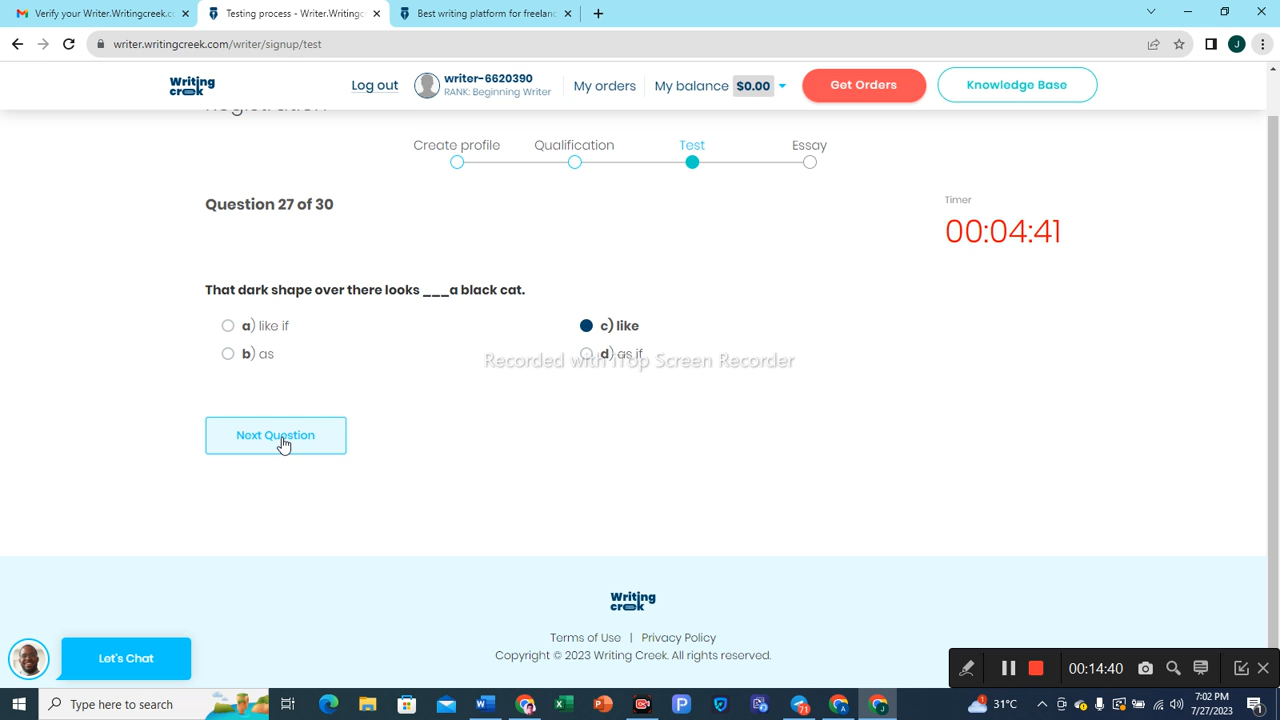 Verify your Writingcreek.c
Testing process - Writer.Writing
Best writing platform for freelan
writer.writingcreek.com/writer/signup/test
J
Writing
creek
Log out
writer-6620390
RANK: Beginning Writer
My orders
My balance $0.00
Get Orders
Knowledge Base
Registration
Create profile
Qualification
Test
Essay
Question 27 of 30
Timer
00:04:41
That dark shape over there looks ___a black cat.
a) like if
c) like
b) as
d) as if
Recorded with iTop Screen Recorder
Next Question
Writing
creek
Terms of Use | Privacy Policy
Copyright © 2023 Writing Creek. All rights reserved.
Let's Chat
00:14:40
Type here to search
71
31°C
7:02 PM
7/27/2023